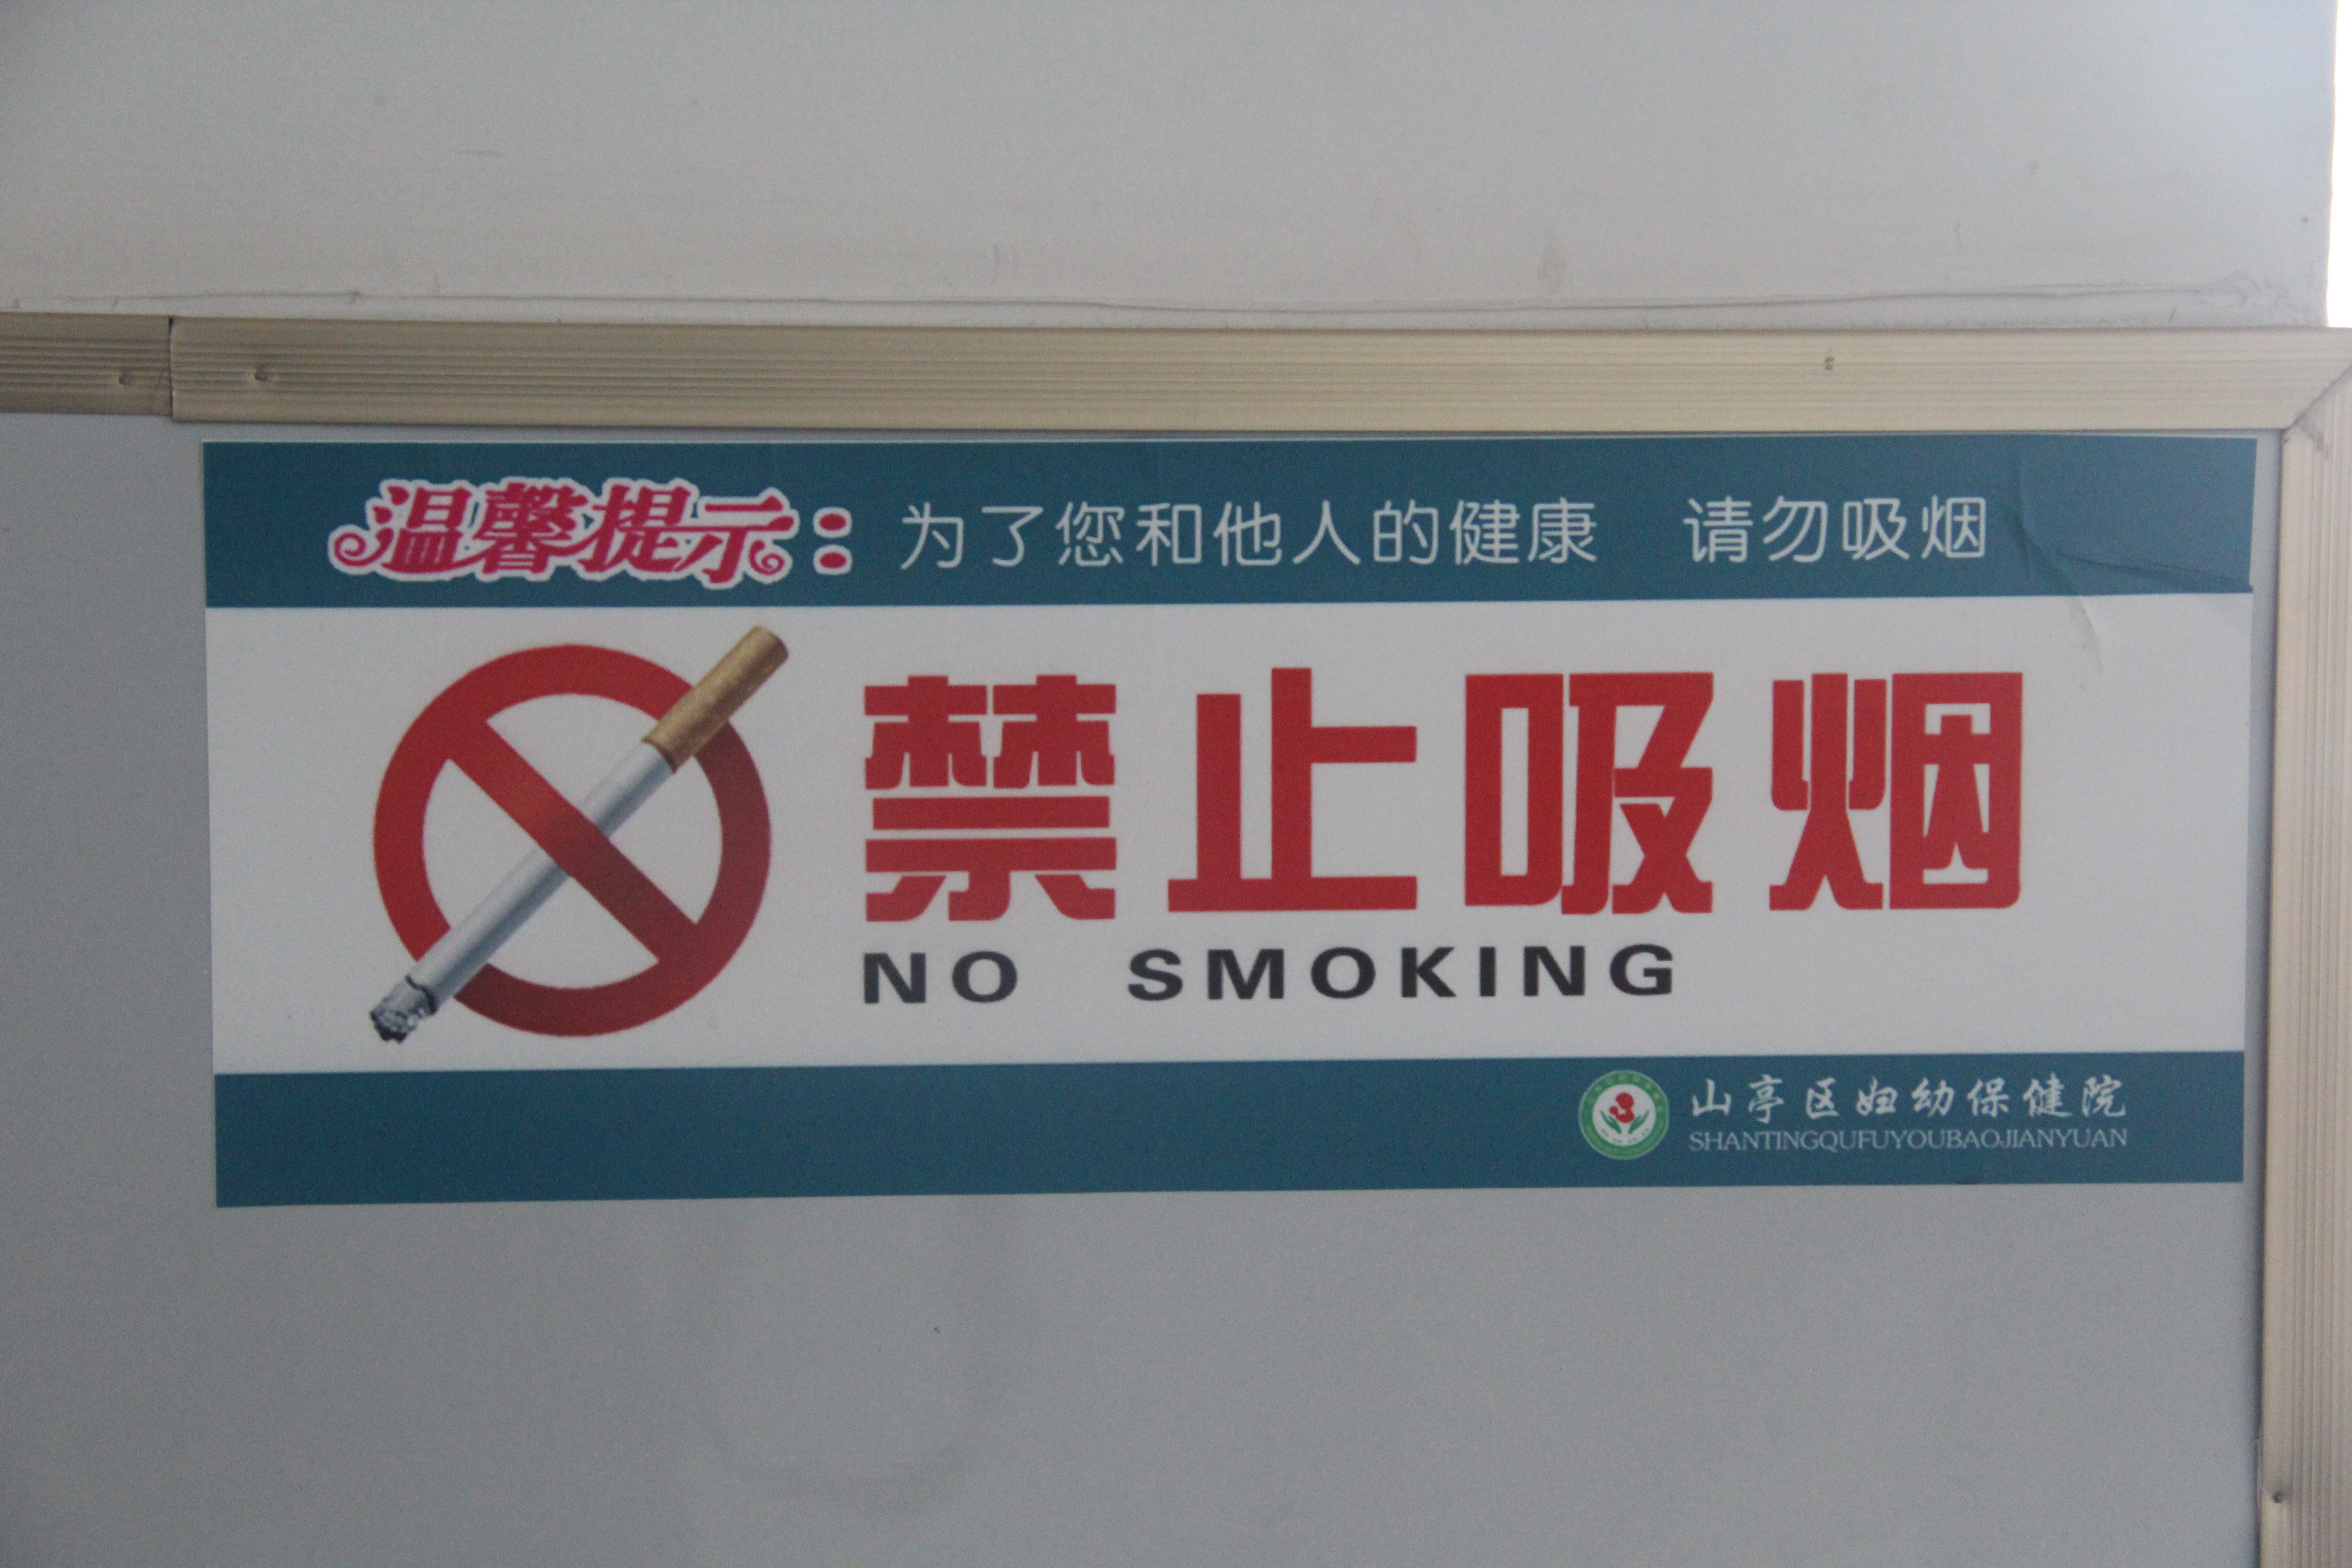 温馨提示：为了您和他人的健康 请勿吸烟
禁止吸烟
NO SMOKING
山亭区妇幼保健院
SHANTINGQUFUYOUBAOJIANYUAN